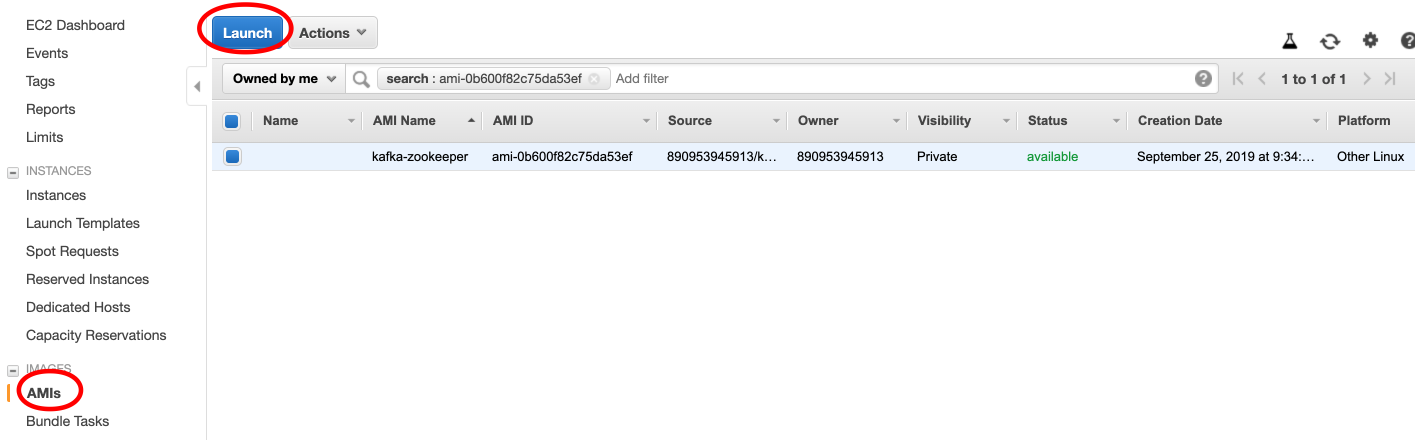 EC2 Dashboard
Events
Tags
Reports
Limits
INSTANCES
Instances
Launch Templates
Spot Requests
Reserved Instances
Dedicated Hosts
Capacity Reservations
IMAGES
AMIs
Bundle Tasks
Launch Actions
Owned by me search : ami-0b600f82c75da53ef Add filter 1 to 1 of 1
Name AMI Name AMI ID Source Owner Visibility Status Creation Date Platform
kafka-zookeeper ami-0b600f82c75da53ef 890953945913/k... 890953945913 Private available September 25, 2019 at 9:34:... Other Linux